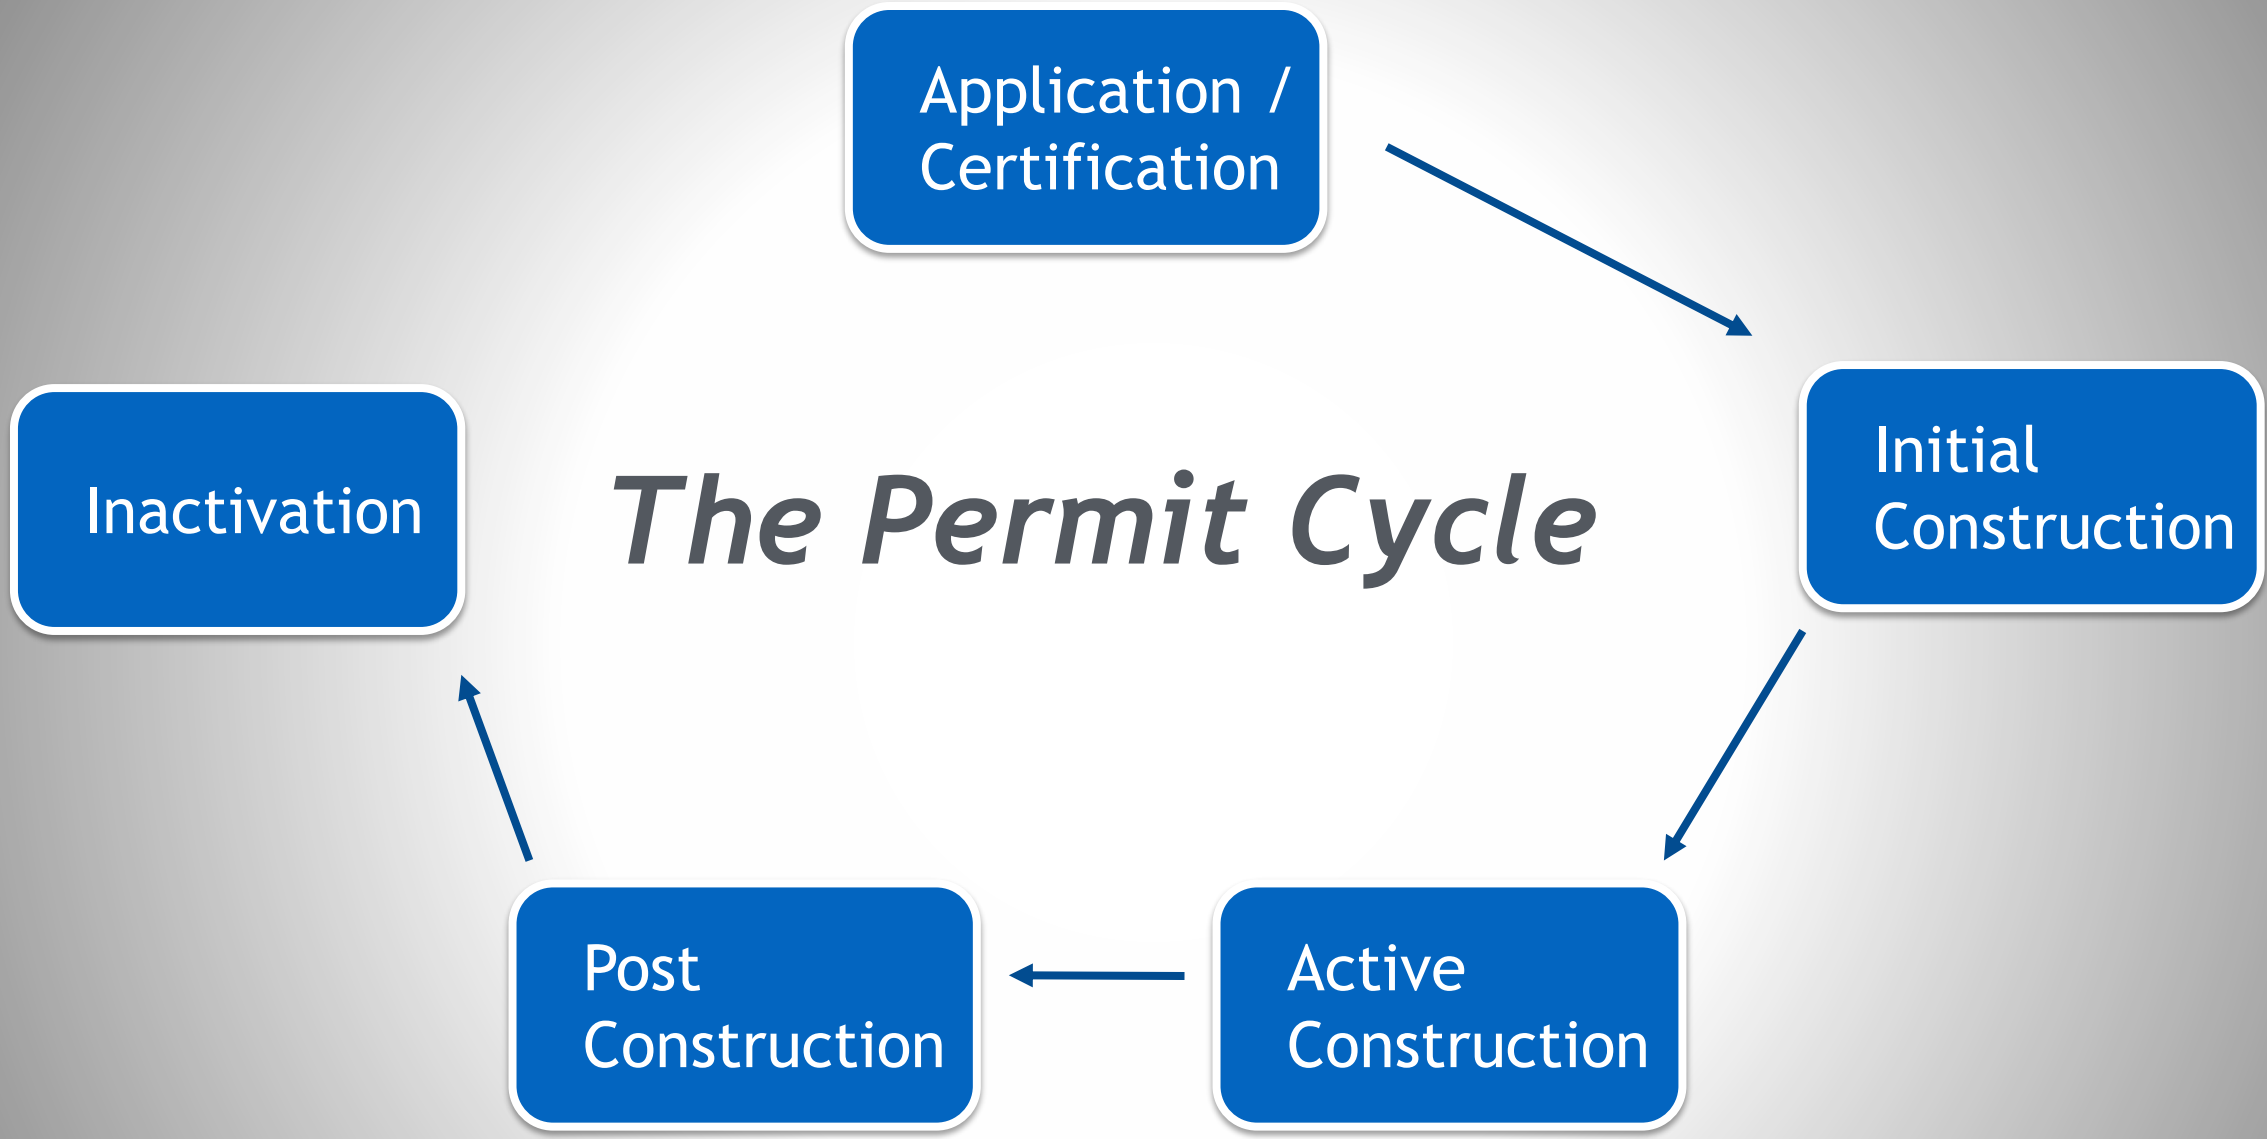 Application /
Certification
Initial
Construction
Inactivation
The Permit Cycle
Post
Construction
Active
Construction